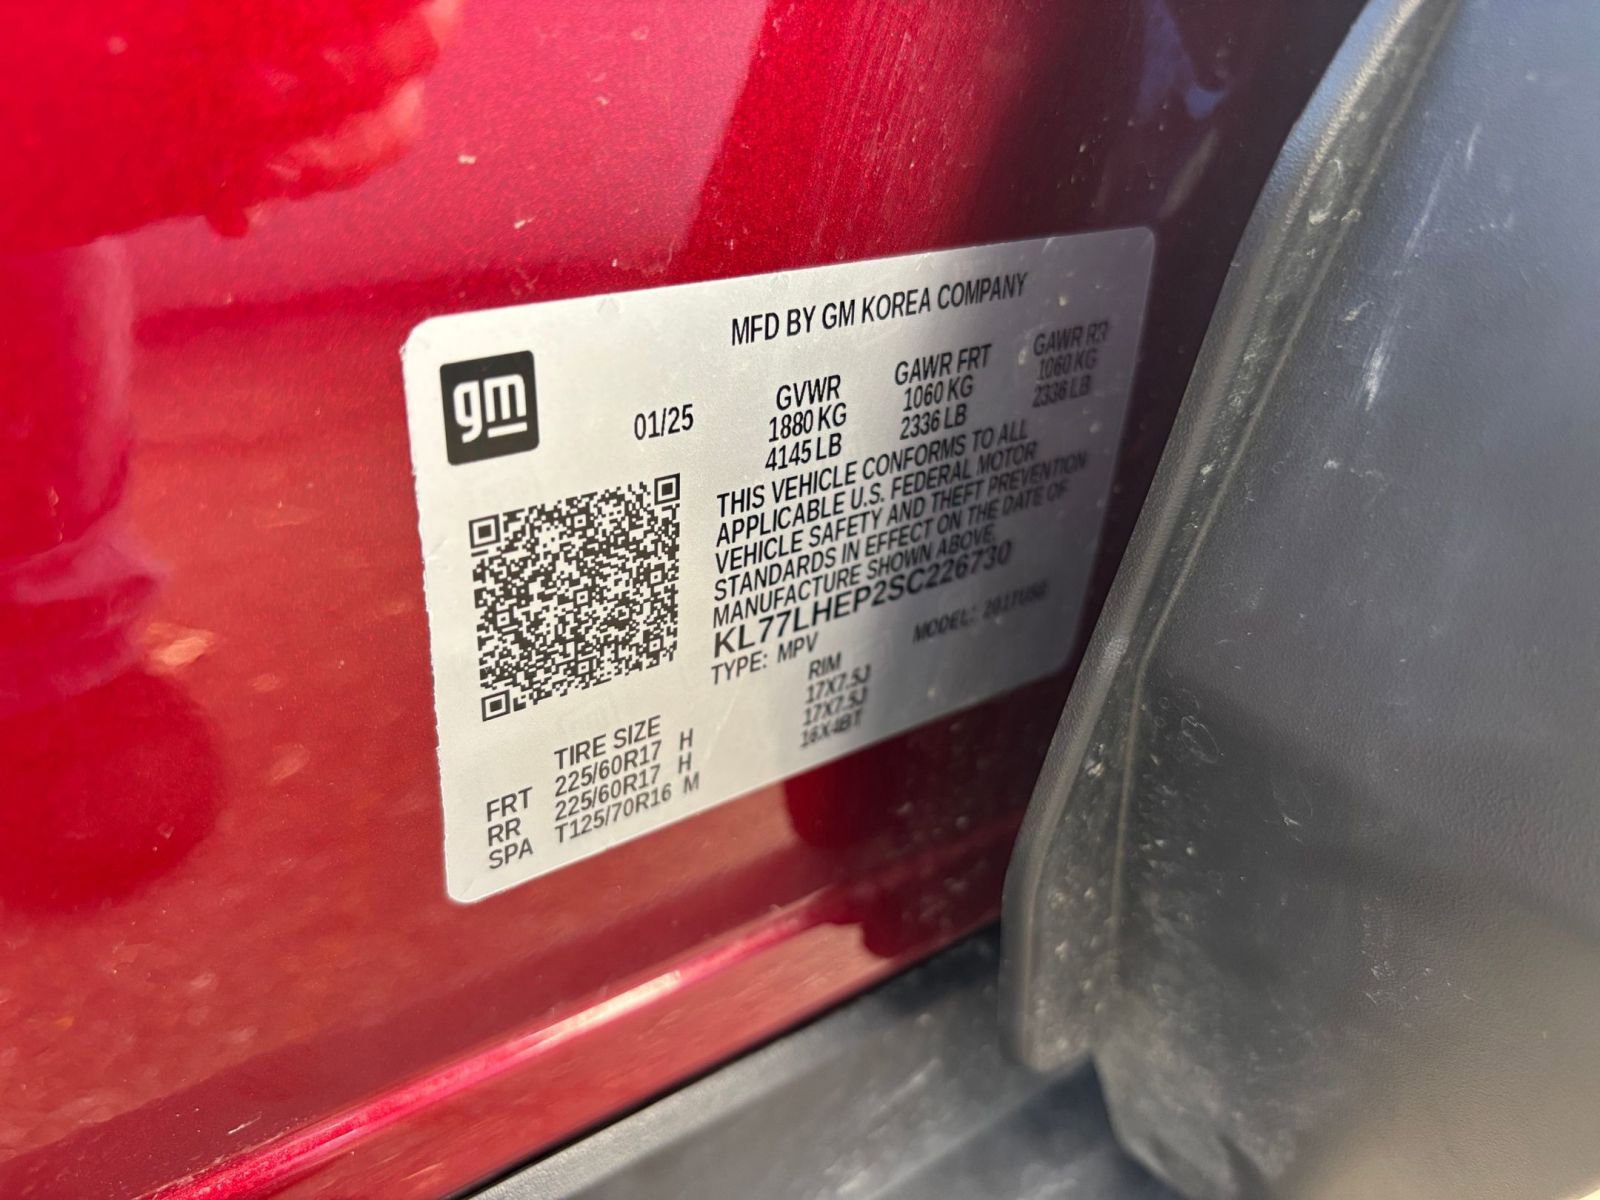 MFD BY GM KOREA COMPANY
gm
01/25
GVWR GAWR FRT GAWR RR
1880 KG 1060 KG 1060 KG
4145 LB 2336 LB 2336 LB
THIS VEHICLE CONFORMS TO ALL
APPLICABLE U.S. FEDERAL MOTOR
VEHICLE SAFETY AND THEFT PREVENTION
STANDARDS IN EFFECT ON THE DATE OF
MANUFACTURE SHOWN ABOVE.
KL77LHEP2SC226730
TYPE: MPV MODEL:
TIRE SIZE RIM
FRT 225/60R17 H 17X7.5J
RR 225/60R17 H 17X7.5J
SPA T125/70R16 M 16X4BT